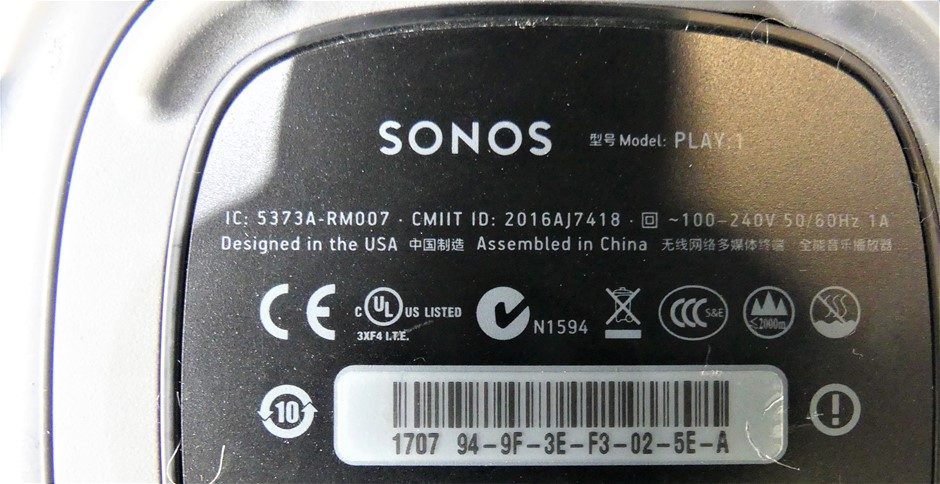 SONOS 型号 Model: PLAY:1
IC: 5373A-RM007 · CMIIT ID: 2016AJ7418 · ~100-240V 50/60Hz 1A
Designed in the USA 中国制造 Assembled in China 无线网络多媒体终端 全能音乐播放器
CE C UL US LISTED N1594 CCC S&E ≤2000m
3XF4 I.T.E.
10 !
1707 94-9F-3E-F3-02-5E-A